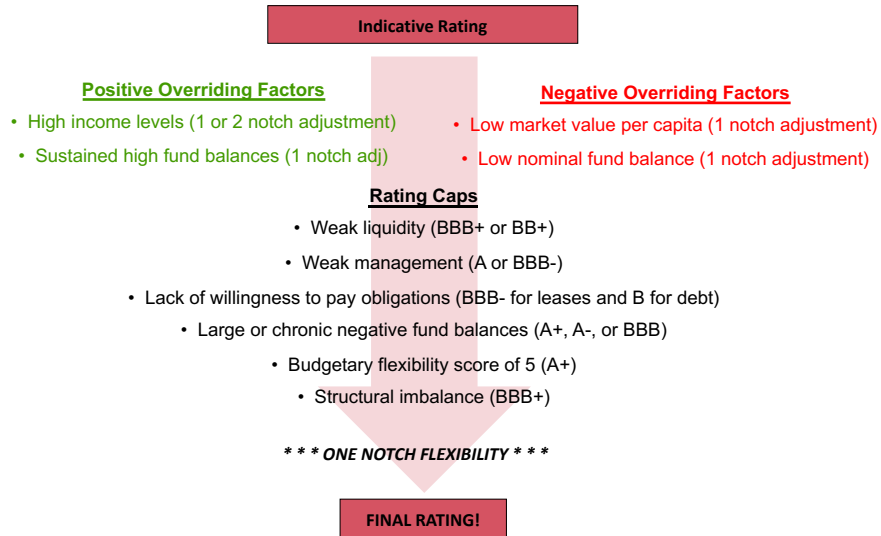 Indicative Rating
Positive Overriding Factors
• High income levels (1 or 2 notch adjustment)
• Sustained high fund balances (1 notch adj)
Negative Overriding Factors
• Low market value per capita (1 notch adjustment)
• Low nominal fund balance (1 notch adjustment)
Rating Caps
• Weak liquidity (BBB+ or BB+)
• Weak management (A or BBB-)
• Lack of willingness to pay obligations (BBB- for leases and B for debt)
• Large or chronic negative fund balances (A+, A-, or BBB)
• Budgetary flexibility score of 5 (A+)
• Structural imbalance (BBB+)
* * * ONE NOTCH FLEXIBILITY * * *
FINAL RATING!